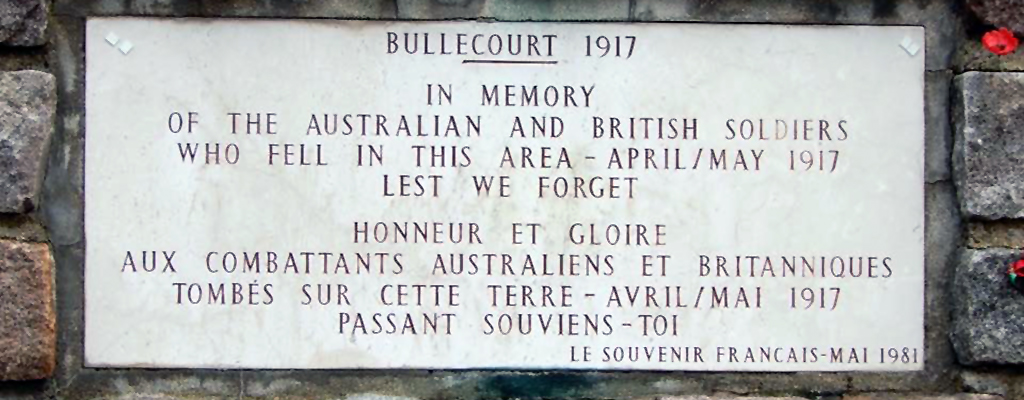 BULLECOURT 1917
IN MEMORY
OF THE AUSTRALIAN AND BRITISH SOLDIERS
WHO FELL IN THIS AREA - APRIL/MAY 1917
LEST WE FORGET
HONNEUR ET GLOIRE
AUX COMBATTANTS AUSTRALIENS ET BRITANNIQUES
TOMBÉS SUR CETTE TERRE - AVRIL/MAI 1917
PASSANT SOUVIENS-TOI
LE SOUVENIR FRANCAIS-MAI 1981